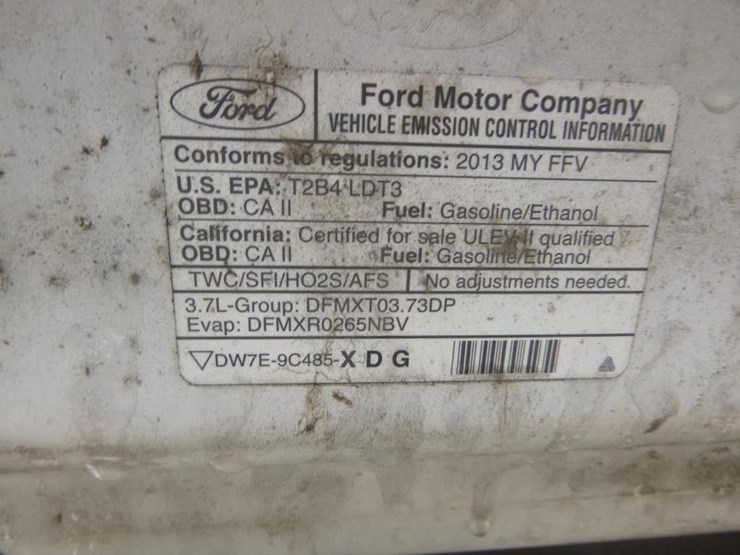 Ford
Ford Motor Company
VEHICLE EMISSION CONTROL INFORMATION
Conforms to regulations: 2013 MY FFV
U.S. EPA: T2B4 LDT3
OBD: CA II Fuel: Gasoline/Ethanol
California: Certified for sale ULEV II qualified
OBD: CA II Fuel: Gasoline/Ethanol
TWC/SFI/HO2S/AFS No adjustments needed.
3.7L-Group: DFMXT03.73DP
Evap: DFMXR0265NBV
DW7E-9C485-X D G